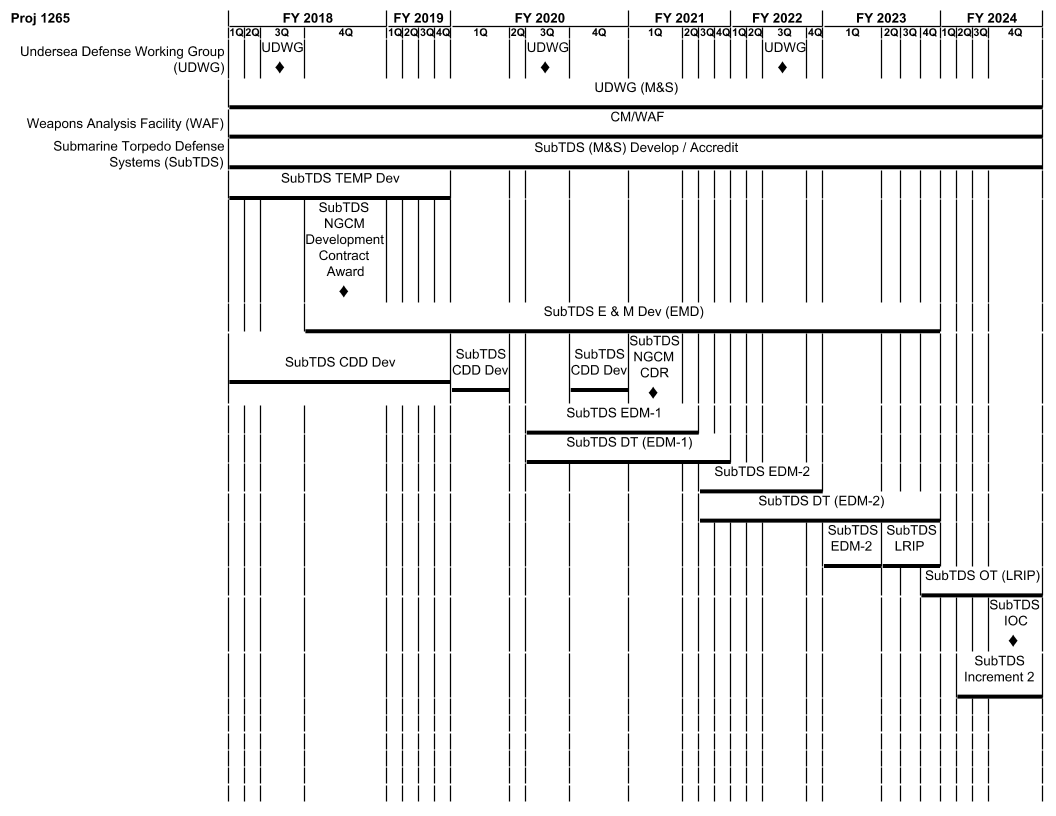 Proj 1265
FY 2018 FY 2019 FY 2020 FY 2021 FY 2022 FY 2023 FY 2024
1Q 2Q 3Q 4Q 1Q 2Q 3Q 4Q 1Q 2Q 3Q 4Q 1Q 2Q 3Q 4Q 1Q 2Q 3Q 4Q 1Q 2Q 3Q 4Q 1Q 2Q 3Q 4Q
Undersea Defense Working Group
(UDWG)
UDWG UDWG UDWG
UDWG (M&S)
Weapons Analysis Facility (WAF)
CM/WAF
Submarine Torpedo Defense
Systems (SubTDS)
SubTDS (M&S) Develop / Accredit
SubTDS TEMP Dev
SubTDS
NGCM
Development
Contract
Award
SubTDS E & M Dev (EMD)
SubTDS CDD Dev
SubTDS
CDD Dev
SubTDS
CDD Dev
SubTDS
NGCM
CDR
SubTDS EDM-1
SubTDS DT (EDM-1)
SubTDS EDM-2
SubTDS DT (EDM-2)
SubTDS
EDM-2
SubTDS
LRIP
SubTDS OT (LRIP)
SubTDS
IOC
SubTDS
Increment 2